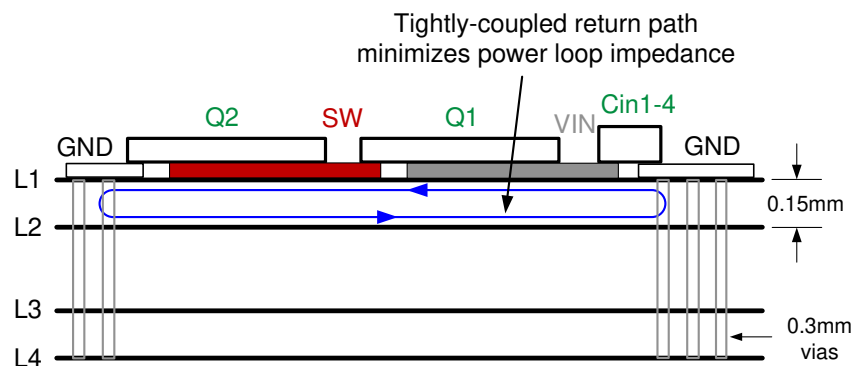 Tightly-coupled return path
minimizes power loop impedance
Cin1-4
Q2
SW
Q1
VIN
GND
GND
L1
0.15mm
L2
L3
0.3mm
vias
L4